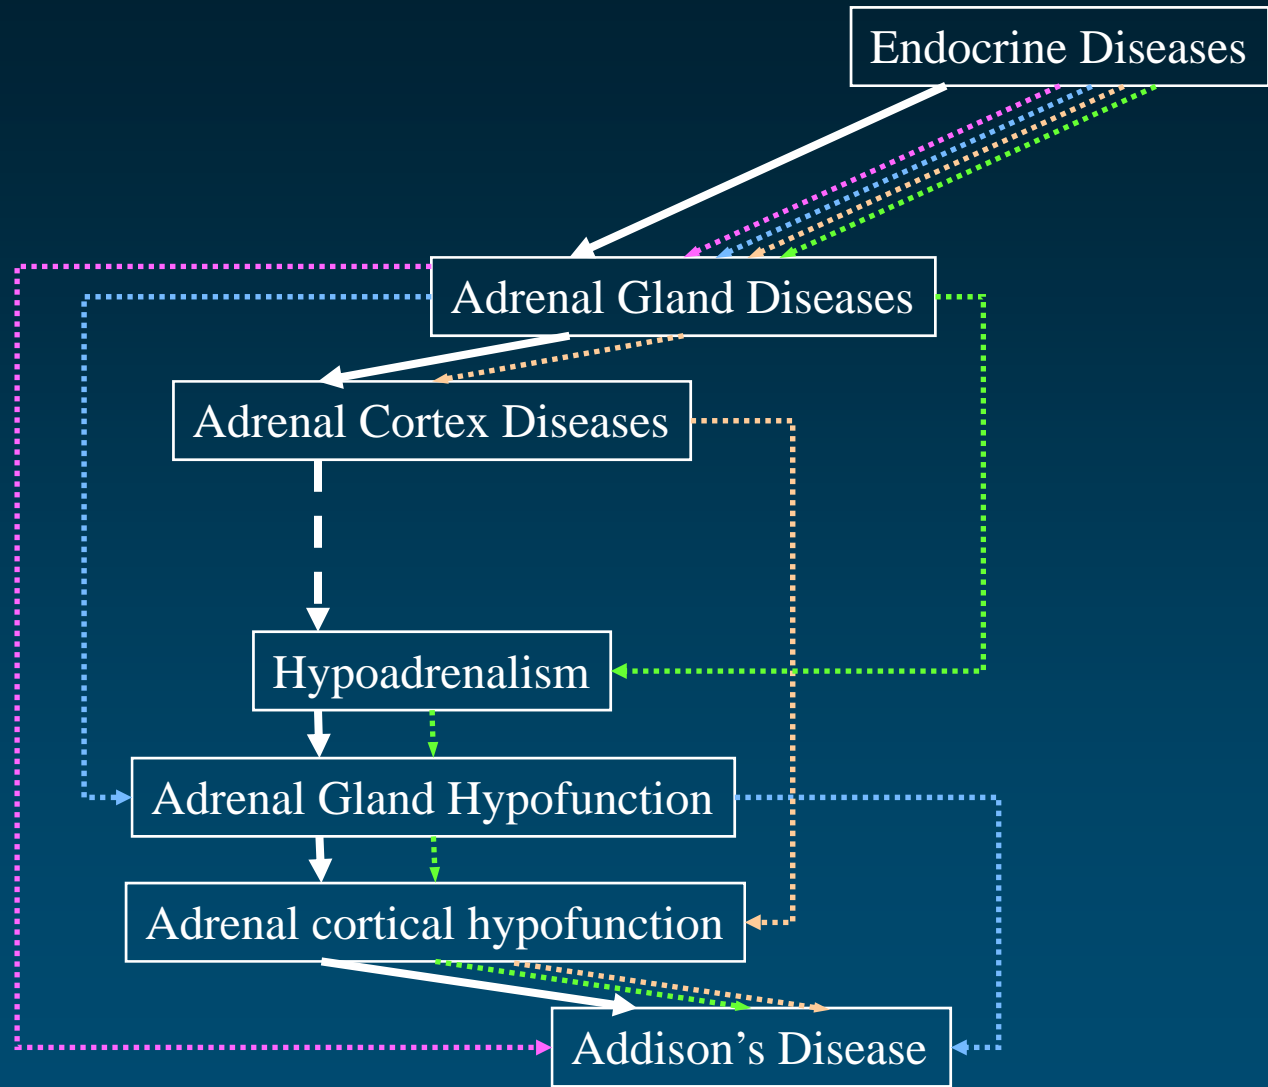 Endocrine Diseases
Adrenal Gland Diseases
Adrenal Cortex Diseases
Hypoadrenalism
Adrenal Gland Hypofunction
Adrenal cortical hypofunction
Addison’s Disease